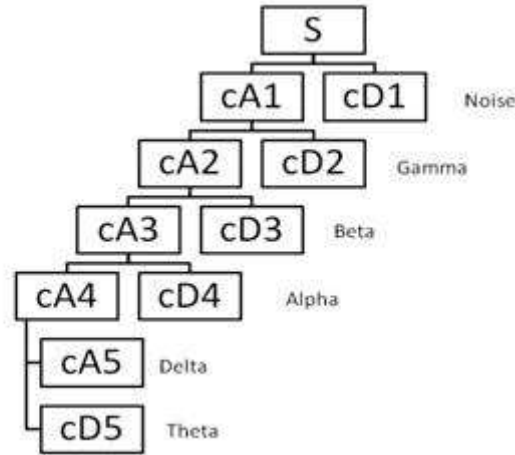 S
cA1 cD1 Noise
cA2 cD2 Gamma
cA3 cD3 Beta
cA4 cD4 Alpha
cA5 Delta
cD5 Theta